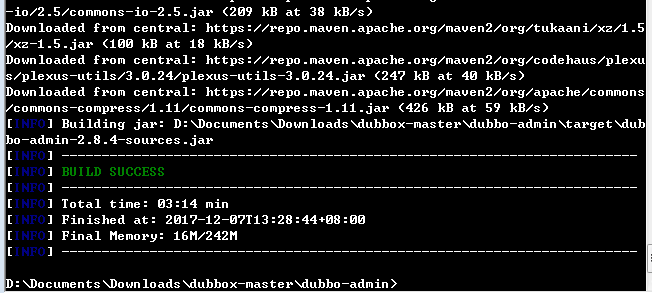 -io/2.5/commons-io-2.5.jar (209 kB at 38 kB/s)
Downloaded from central: https://repo.maven.apache.org/maven2/org/tukaani/xz/1.5
/xz-1.5.jar (100 kB at 18 kB/s)
Downloaded from central: https://repo.maven.apache.org/maven2/org/codehaus/plexu
s/plexus-utils/3.0.24/plexus-utils-3.0.24.jar (247 kB at 40 kB/s)
Downloaded from central: https://repo.maven.apache.org/maven2/org/apache/commons
/commons-compress/1.11/commons-compress-1.11.jar (426 kB at 59 kB/s)
[INFO] Building jar: D:\Documents\Downloads\dubbox-master\dubbo-admin\target\dub
bo-admin-2.8.4-sources.jar
[INFO] ------------------------------------------------------------------------
[INFO] BUILD SUCCESS
[INFO] ------------------------------------------------------------------------
[INFO] Total time: 03:14 min
[INFO] Finished at: 2017-12-07T13:28:44+08:00
[INFO] Final Memory: 16M/242M
[INFO] ------------------------------------------------------------------------
D:\Documents\Downloads\dubbox-master\dubbo-admin>